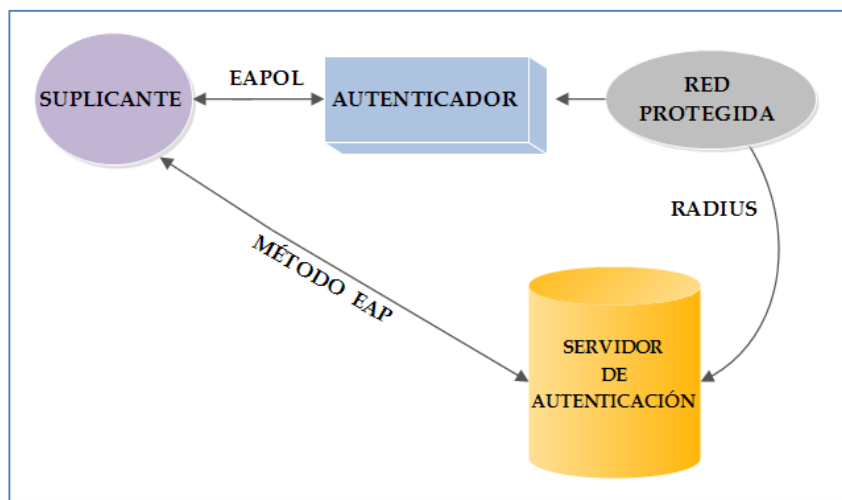 SUPLICANTE
EAPOL
AUTENTICADOR
RED
PROTEGIDA
RADIUS
MÉTODO EAP
SERVIDOR
DE
AUTENTICACIÓN